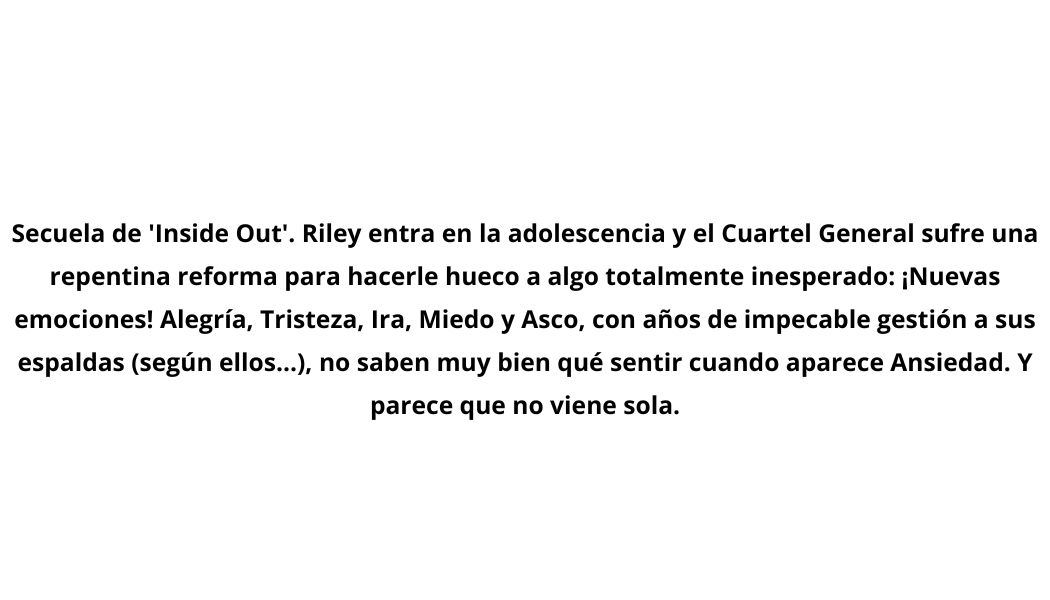 Secuela de 'Inside Out'. Riley entra en la adolescencia y el Cuartel General sufre una
repentina reforma para hacerle hueco a algo totalmente inesperado: ¡Nuevas
emociones! Alegría, Tristeza, Ira, Miedo y Asco, con años de impecable gestión a sus
espaldas (según ellos...), no saben muy bien qué sentir cuando aparece Ansiedad. Y
parece que no viene sola.